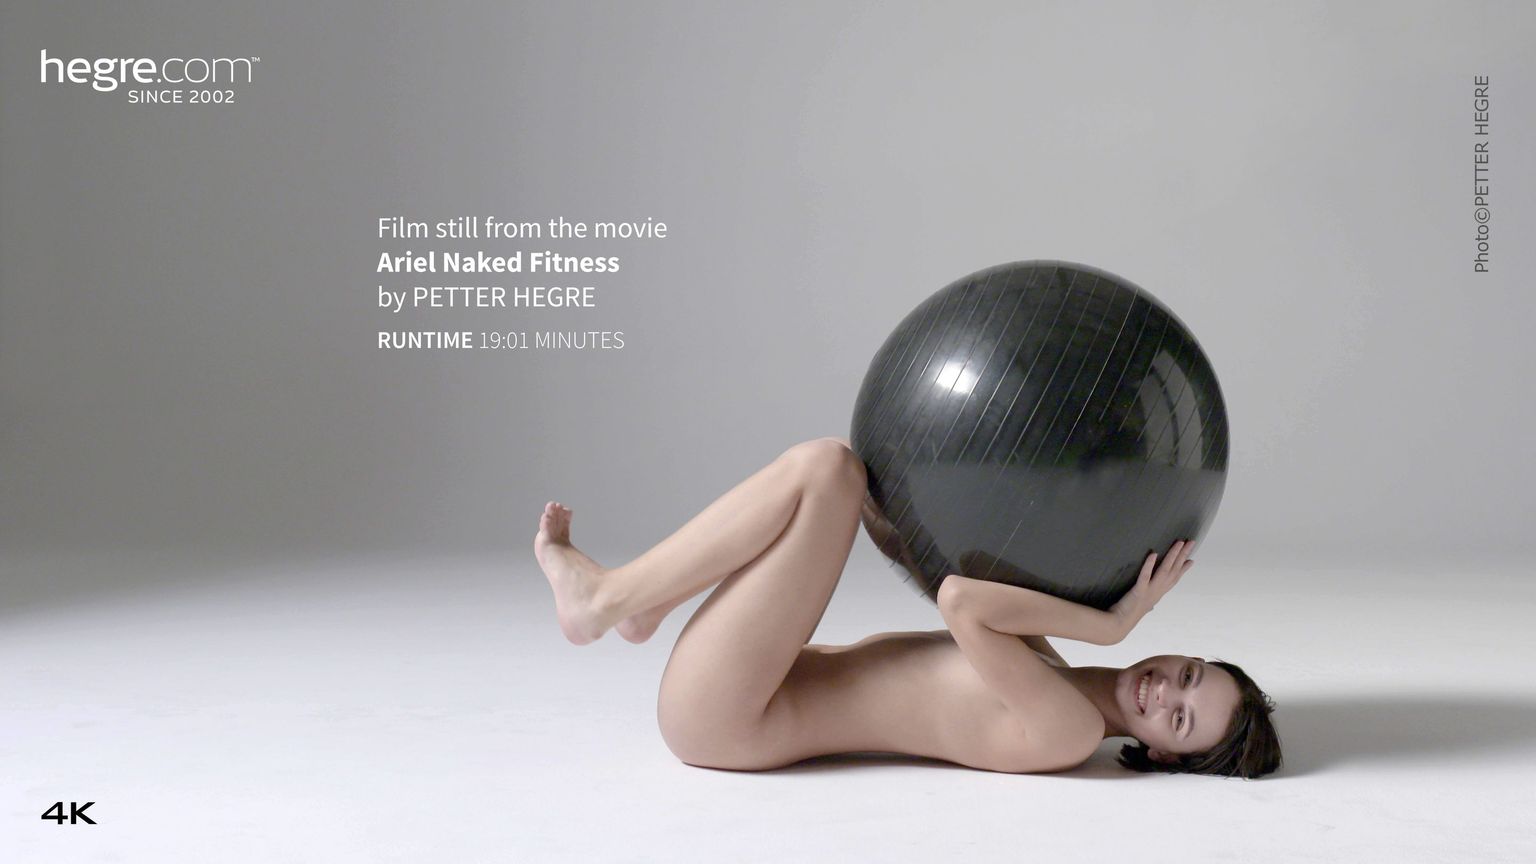 hegre.com™
SINCE 2002
Film still from the movie
Ariel Naked Fitness
by PETTER HEGRE
RUNTIME 19:01 MINUTES
Photo©PETTER HEGRE
4K